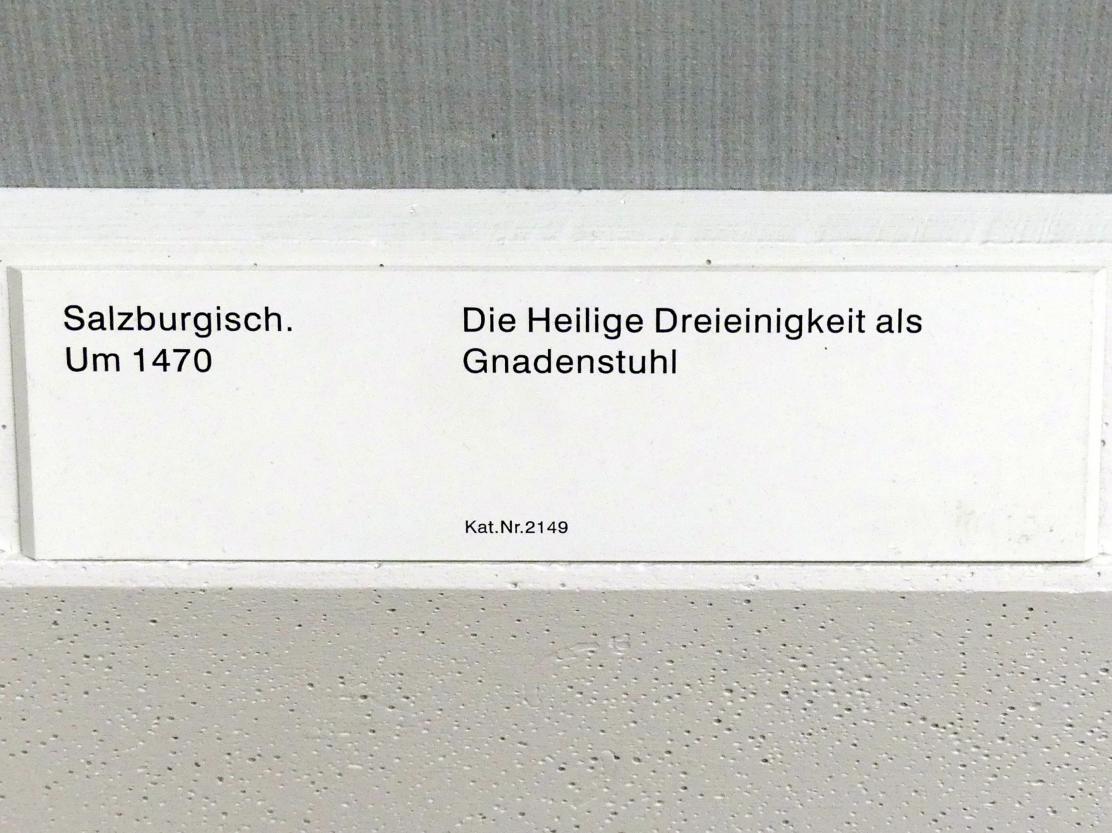 Salzburgisch.
Um 1470
Die Heilige Dreieinigkeit als
Gnadenstuhl
Kat.Nr.2149